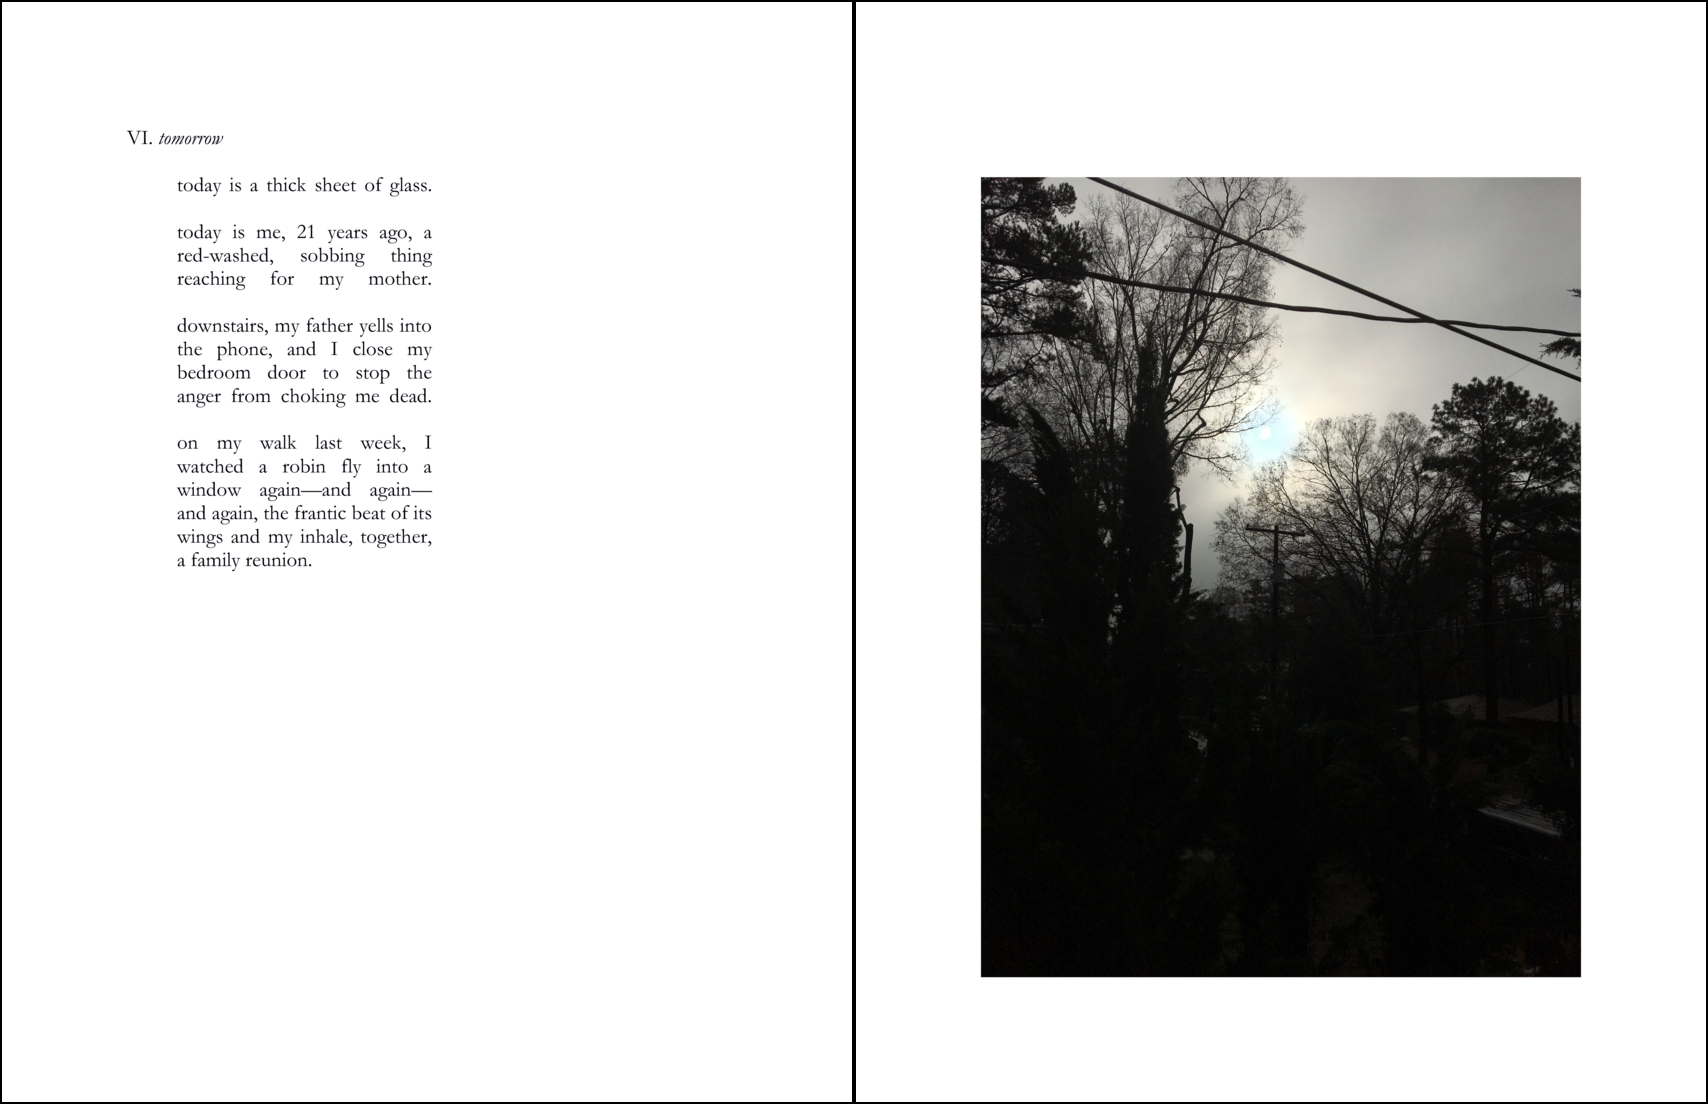 VI. tomorrow
today is a thick sheet of glass.
today is me, 21 years ago, a
red-washed, sobbing thing
reaching for my mother.
downstairs, my father yells into
the phone, and I close my
bedroom door to stop the
anger from choking me dead.
on my walk last week, I
watched a robin fly into a
window again—and again—
and again, the frantic beat of its
wings and my inhale, together,
a family reunion.